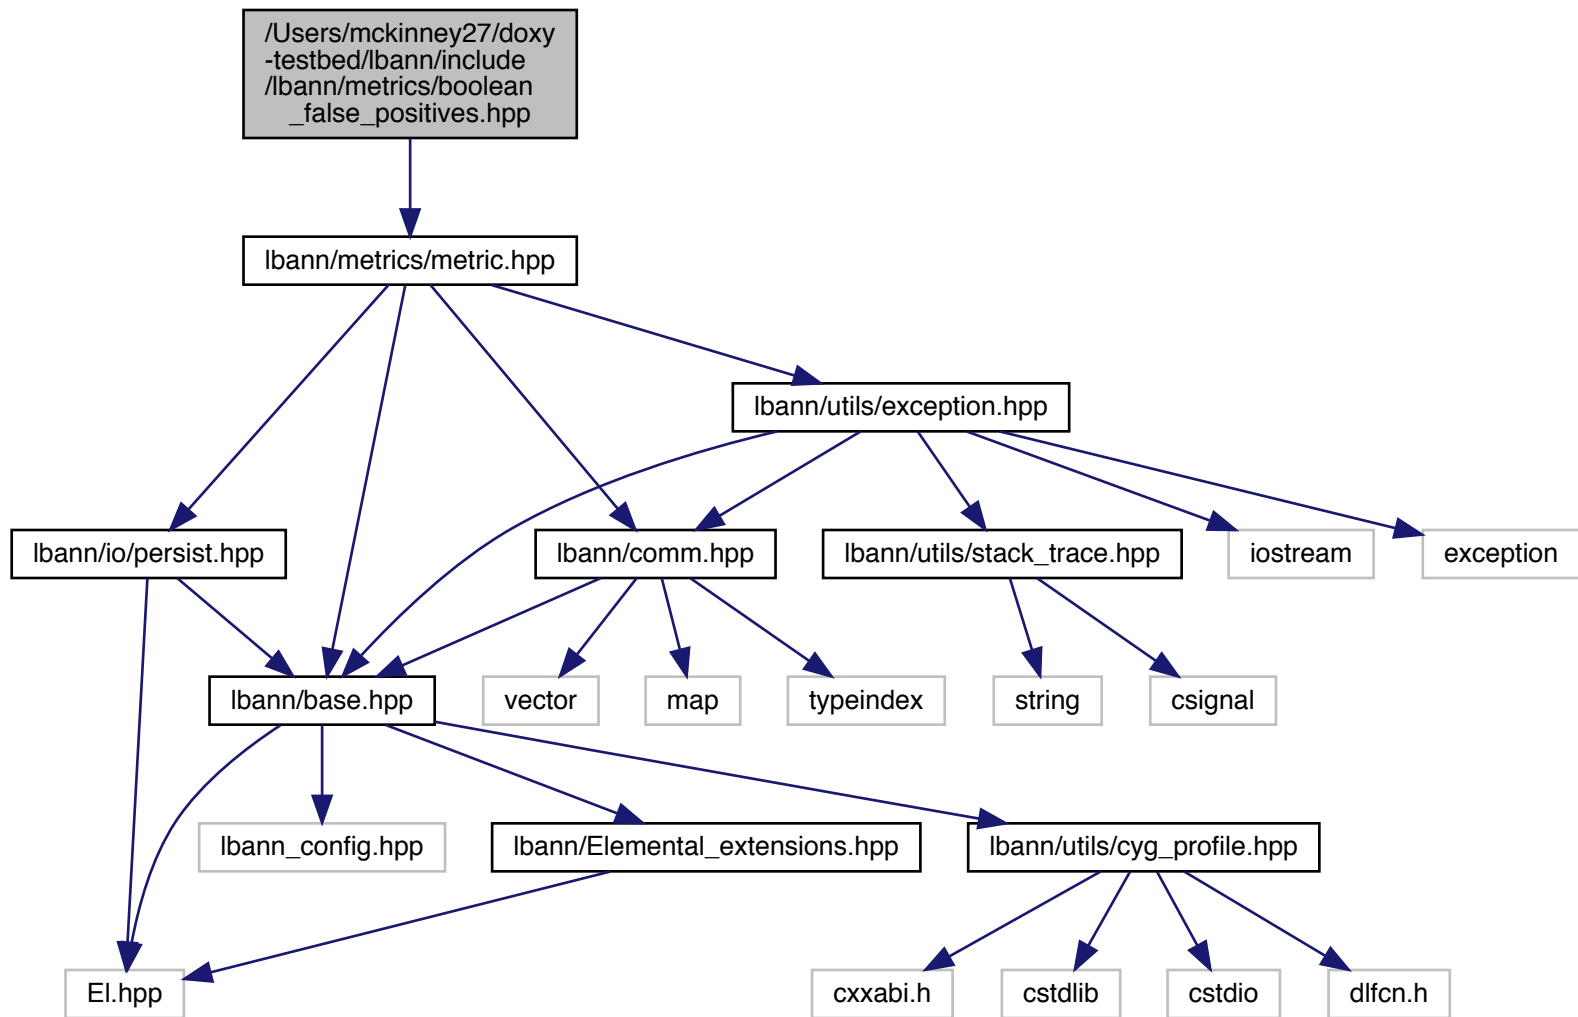 /Users/mckinney27/doxy
-testbed/lbann/include
/lbann/metrics/boolean
_false_positives.hpp
lbann/metrics/metric.hpp
lbann/utils/exception.hpp
lbann/io/persist.hpp
lbann/comm.hpp
lbann/utils/stack_trace.hpp
iostream
exception
lbann/base.hpp
vector
map
typeindex
string
csignal
lbann_config.hpp
lbann/Elemental_extensions.hpp
lbann/utils/cyg_profile.hpp
El.hpp
cxxabi.h
cstdlib
cstdio
dlfcn.h